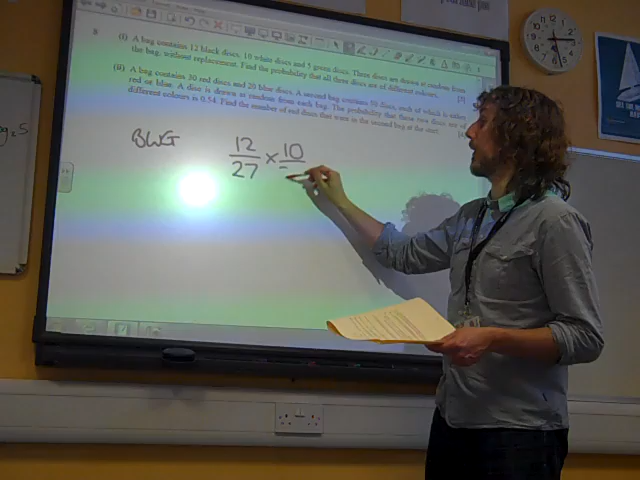 8 (i) A bag contains 12 black discs, 10 white discs and 5 green discs. Three discs are drawn at random from
the bag, without replacement. Find the probability that all three discs are of different colours. [3]
(ii) A bag contains 30 red discs and 20 blue discs. A second bag contains 50 discs, each of which is either
red or blue. A disc is drawn at random from each bag. The probability that these two discs are of
different colours is 0.54. Find the number of red discs that were in the second bag at the start.
BWG 12/27 × 10